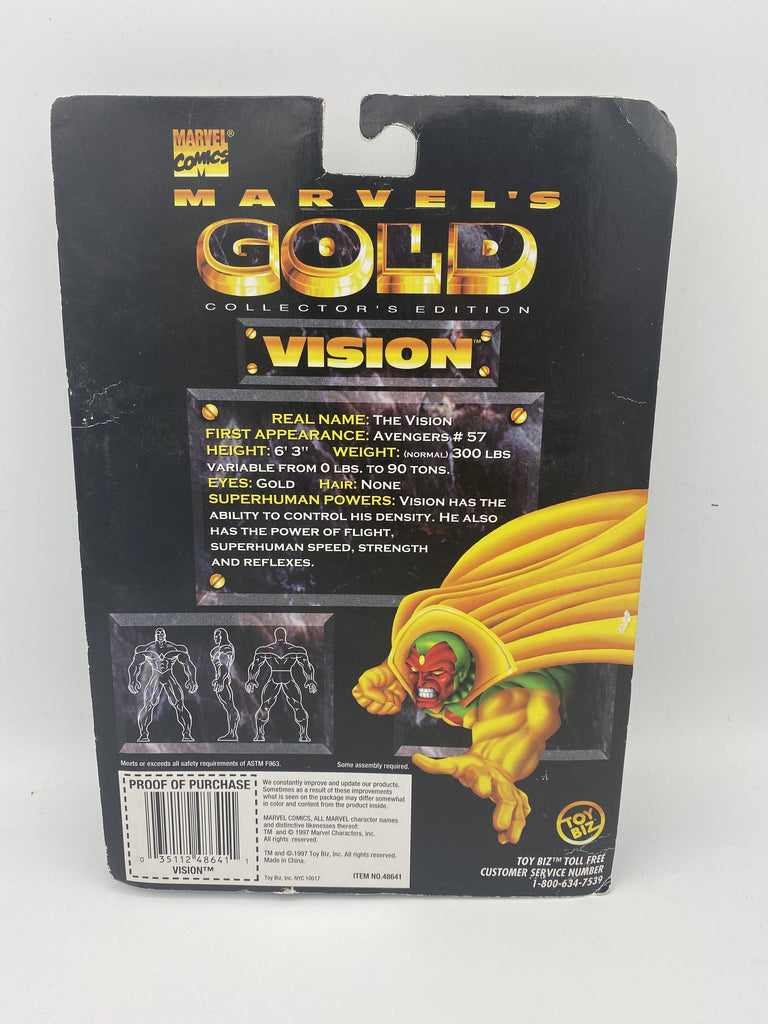 MARVEL®
COMICS
MARVEL'S
GOLD
COLLECTOR'S EDITION
VISION™
REAL NAME: THE VISION
FIRST APPEARANCE: AVENGERS # 57
HEIGHT: 6' 3" WEIGHT: (NORMAL) 300 LBS
VARIABLE FROM 0 LBS. TO 90 TONS.
EYES: GOLD HAIR: NONE
SUPERHUMAN POWERS: VISION HAS THE
ABILITY TO CONTROL HIS DENSITY. HE ALSO
HAS THE POWER OF FLIGHT,
SUPERHUMAN SPEED, STRENGTH
AND REFLEXES.
Meets or exceeds all safety requirements of ASTM F963.
Some assembly required.
PROOF OF PURCHASE
0 35112 48641 1
VISION™
We constantly improve and update our products.
Sometimes as a result of these improvements
what is seen on the package may differ somewhat
in color and content from the product inside.
MARVEL COMICS, ALL MARVEL character names
and distinctive likenesses thereof:
TM and © 1997 Marvel Characters, Inc.
All rights reserved.
TM and ©-1997 Toy Biz, Inc. All rights reserved.
Made in China.
Toy Biz, Inc. NYC 10017
ITEM NO.48641
TOY
BIZ
TOY BIZ™ TOLL FREE
CUSTOMER SERVICE NUMBER
1-800-634-7539